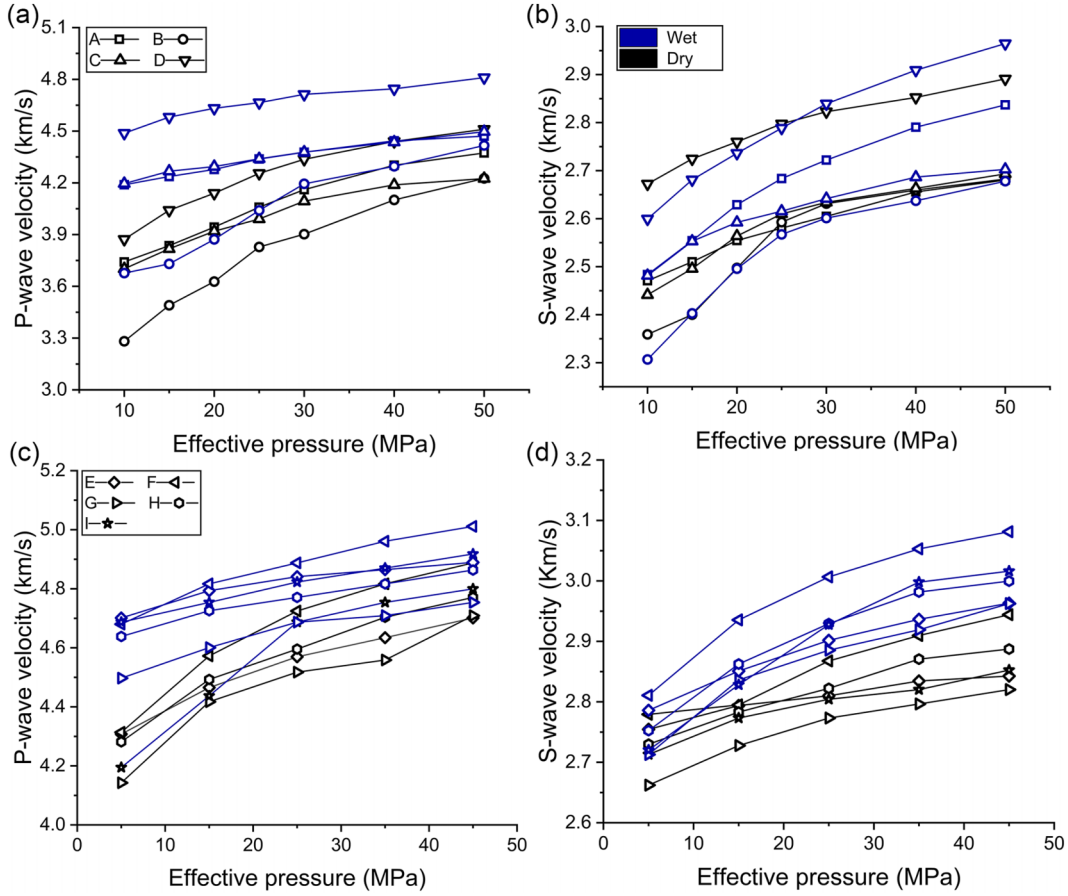 (a)
5.1
4.8
4.5
4.2
3.9
3.6
3.3
3.0
P-wave velocity (km/s)
A B
C D
10 20 30 40 50
Effective pressure (MPa)
(b)
3.0
2.9
2.8
2.7
2.6
2.5
2.4
2.3
S-wave velocity (km/s)
Wet
Dry
10 20 30 40 50
Effective pressure (MPa)
(c)
5.2
5.0
4.8
4.6
4.4
4.2
4.0
P-wave velocity (km/s)
E F
G H
I
0 10 20 30 40 50
Effective pressure (MPa)
(d)
3.2
3.1
3.0
2.9
2.8
2.7
2.6
S-wave velocity (Km/s)
0 10 20 30 40 50
Effective pressure (MPa)